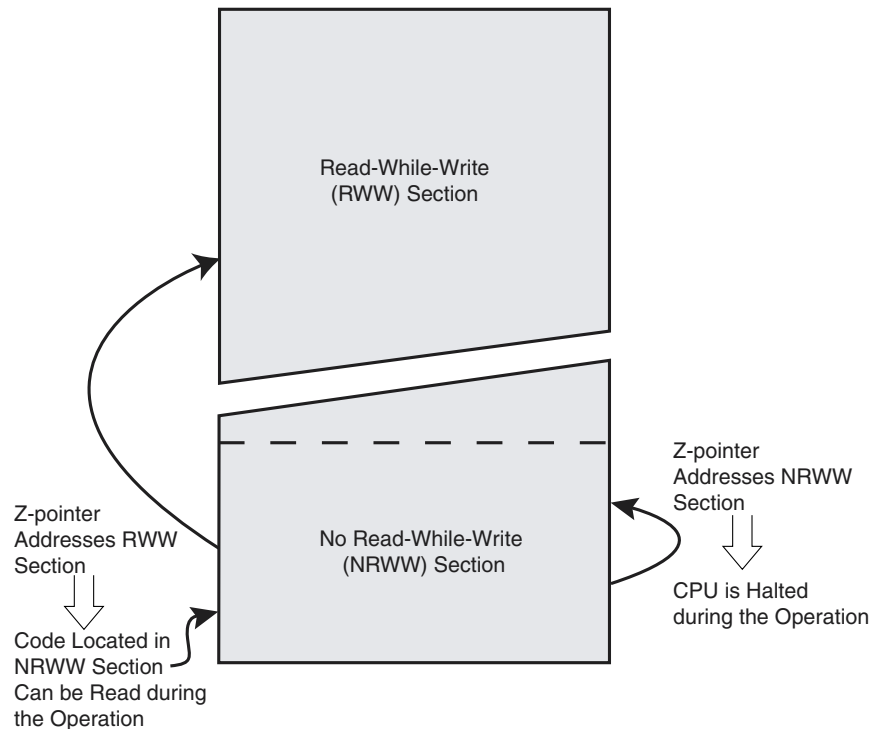 Read-While-Write
(RWW) Section
Z-pointer
Addresses NRWW
Section
Z-pointer
Addresses RWW
Section
No Read-While-Write
(NRWW) Section
CPU is Halted
during the Operation
Code Located in
NRWW Section
Can be Read during
the Operation